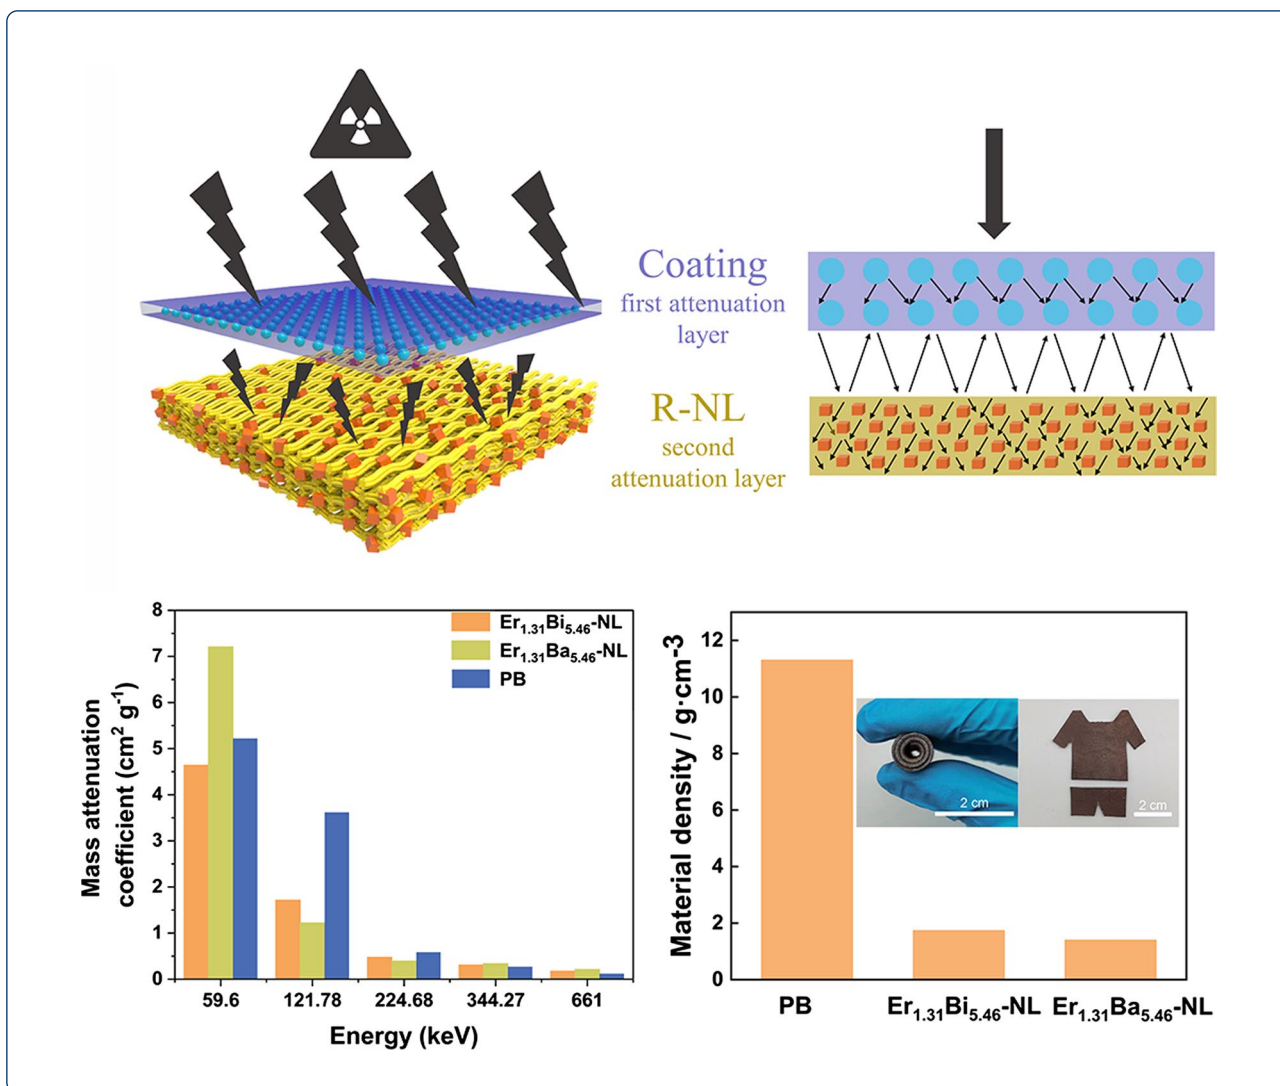 Coating
first attenuation
layer
R-NL
second
attenuation layer
Mass attenuation
coefficient (cm² g⁻¹)
8
7
6
5
4
3
2
1
0
Er₁.₃₁Bi₅.₄₆-NL
Er₁.₃₁Ba₅.₄₆-NL
PB
59.6 121.78 224.68 344.27 661
Energy (keV)
Material density / g·cm-3
12
10
8
6
4
2
0
2 cm
2 cm
PB Er₁.₃₁Bi₅.₄₆-NL Er₁.₃₁Ba₅.₄₆-NL